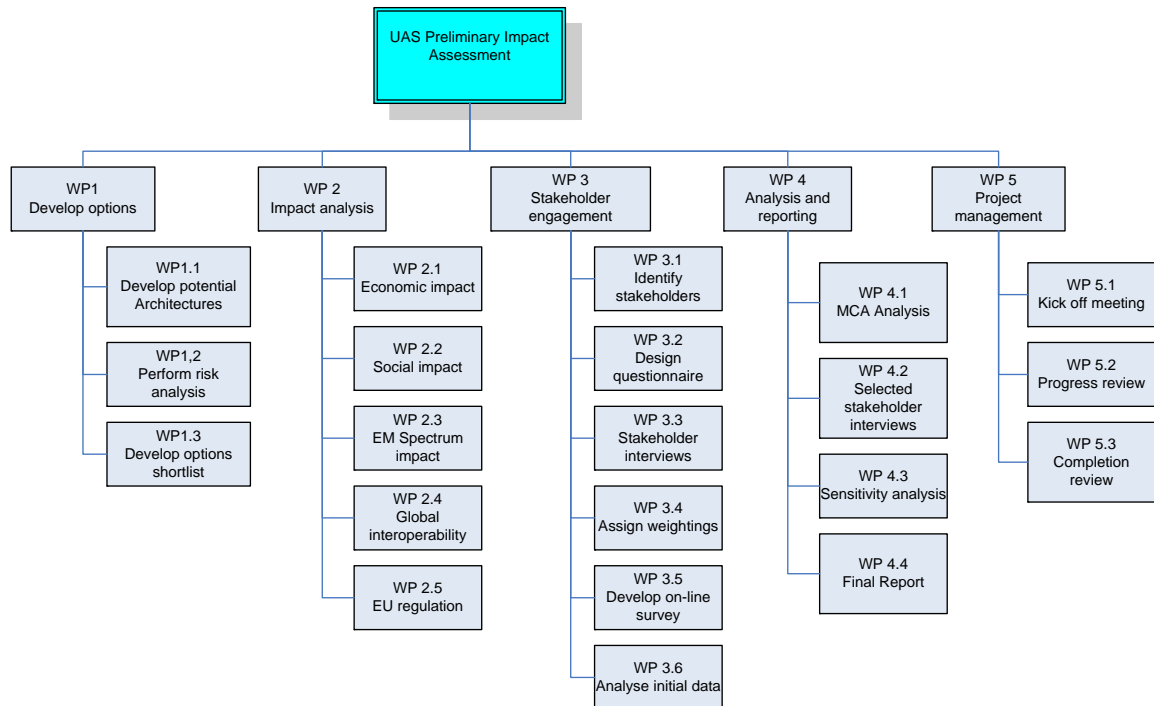 UAS Preliminary Impact
Assessment
WP1
Develop options
WP 2
Impact analysis
WP 3
Stakeholder
engagement
WP 4
Analysis and
reporting
WP 5
Project
management
WP1.1
Develop potential
Architectures
WP1,2
Perform risk
analysis
WP1.3
Develop options
shortlist
WP 2.1
Economic impact
WP 2.2
Social impact
WP 2.3
EM Spectrum
impact
WP 2.4
Global
interoperability
WP 2.5
EU regulation
WP 3.1
Identify
stakeholders
WP 3.2
Design
questionnaire
WP 3.3
Stakeholder
interviews
WP 3.4
Assign weightings
WP 3.5
Develop on-line
survey
WP 3.6
Analyse initial data
WP 4.1
MCA Analysis
WP 4.2
Selected
stakeholder
interviews
WP 4.3
Sensitivity analysis
WP 4.4
Final Report
WP 5.1
Kick off meeting
WP 5.2
Progress review
WP 5.3
Completion
review